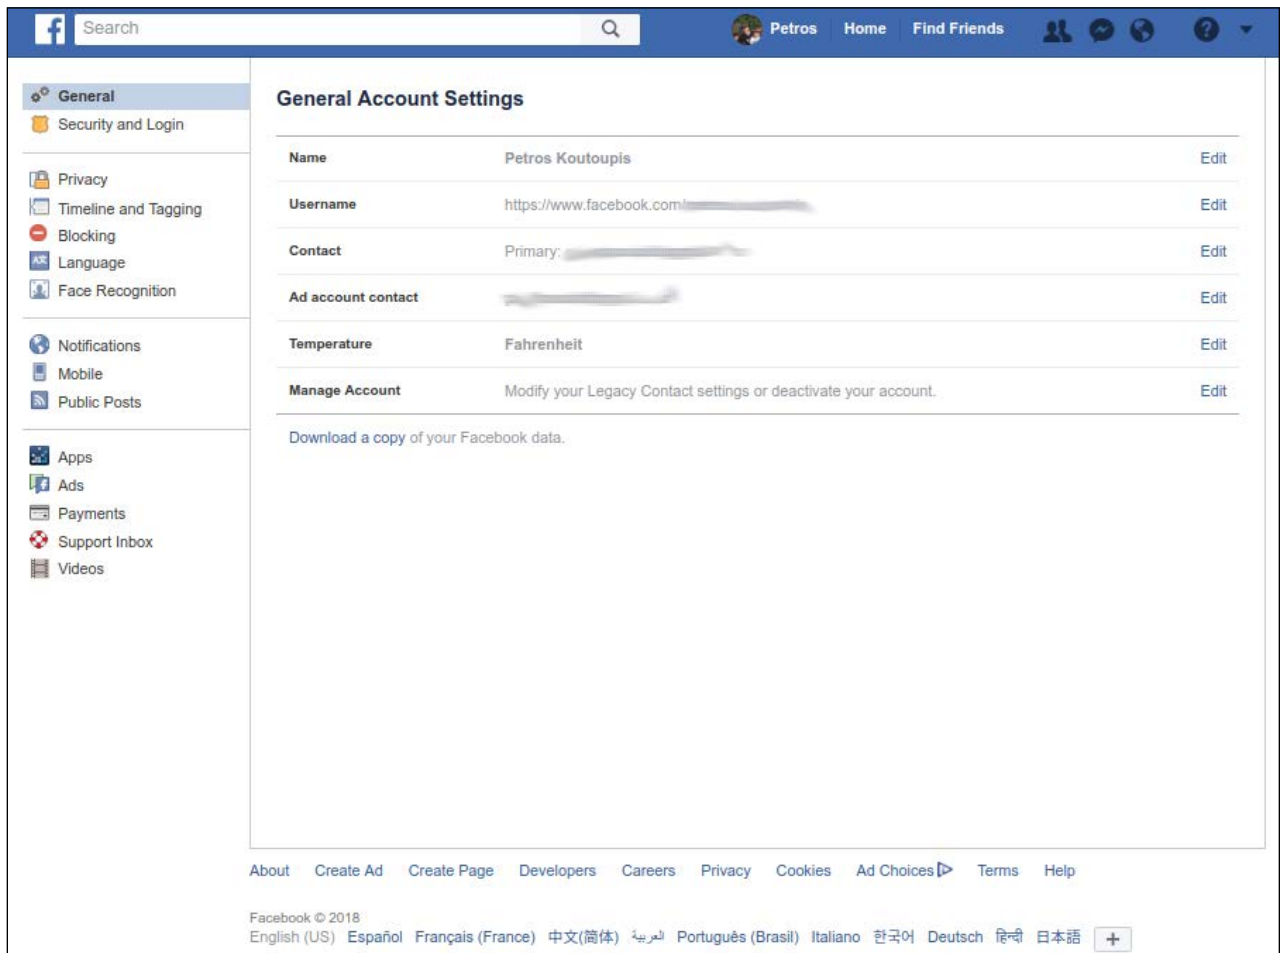 f Search Petros Home Find Friends
General
Security and Login
Privacy
Timeline and Tagging
Blocking
Language
Face Recognition
Notifications
Mobile
Public Posts
Apps
Ads
Payments
Support Inbox
Videos
General Account Settings
Name Petros Koutoupis Edit
Username https://www.facebook.com/ Edit
Contact Primary: Edit
Ad account contact Edit
Temperature Fahrenheit Edit
Manage Account Modify your Legacy Contact settings or deactivate your account. Edit
Download a copy of your Facebook data.
About Create Ad Create Page Developers Careers Privacy Cookies Ad Choices Terms Help
Facebook © 2018
English (US) Español Français (France) 中文(简体) العربية Português (Brasil) Italiano 한국어 Deutsch हिन्दी 日本語 +